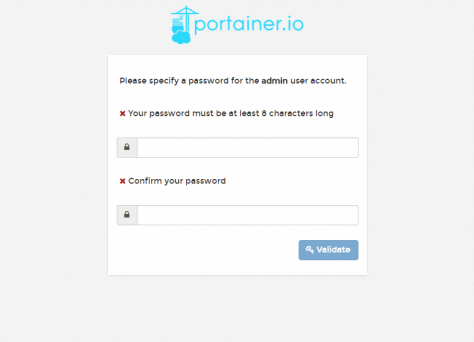 portainer.io
Please specify a password for the admin user account.
Your password must be at least 8 characters long
Confirm your password
Validate